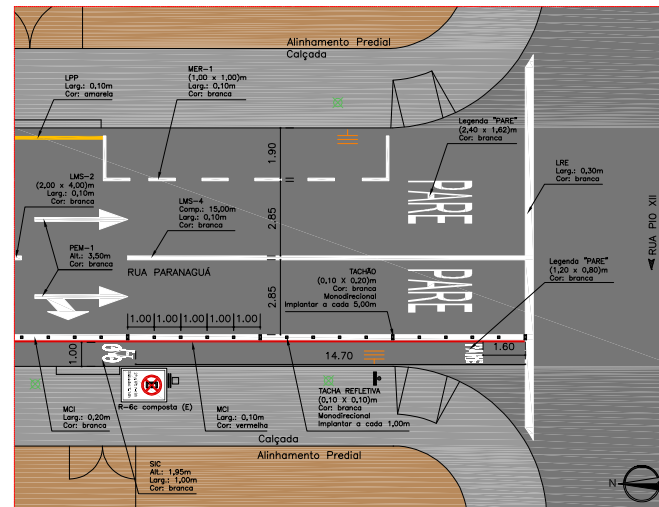 Alinhamento Predial
Calçada
LPP
Larg.: 0,10m
Cor: amarela
MER-1
(1,00 x 1,00)m
Larg.: 0,10m
Cor: branca
1.90
Legenda "PARE"
(2,40 x 1,62)m
Cor: branca
LRE
Larg.: 0,30m
Cor: branca
LMS-2
(2,00 x 4,00)m
Larg.: 0,10m
Cor: branca
LMS-4
Comp.: 15,00m
Larg.: 0,10m
Cor: branca
2.85
PARE
RUA PIO XII
PEM-1
Alt.: 3,50m
Cor: branca
RUA PARANAGUÁ
TACHÃO
(0,10 X 0,20)m
Cor: branca
Monodirecional
Implantar a cada 5,00m
Legenda "PARE"
(1,20 x 0,80)m
Cor: branca
2.85
PARE
1.00 1.00 1.00 1.00 1.00
1.00
14.70
PARE
1.60
R-6c composta (E)
MCI
Larg.: 0,20m
Cor: branca
MCI
Larg.: 0,10m
Cor: vermelha
TACHA REFLETIVA
(0,10 X 0,10)m
Cor: branca
Monodirecional
Implantar a cada 1,00m
Calçada
Alinhamento Predial
SIC
Alt.: 1,95m
Larg.: 1,00m
Cor: branca
N